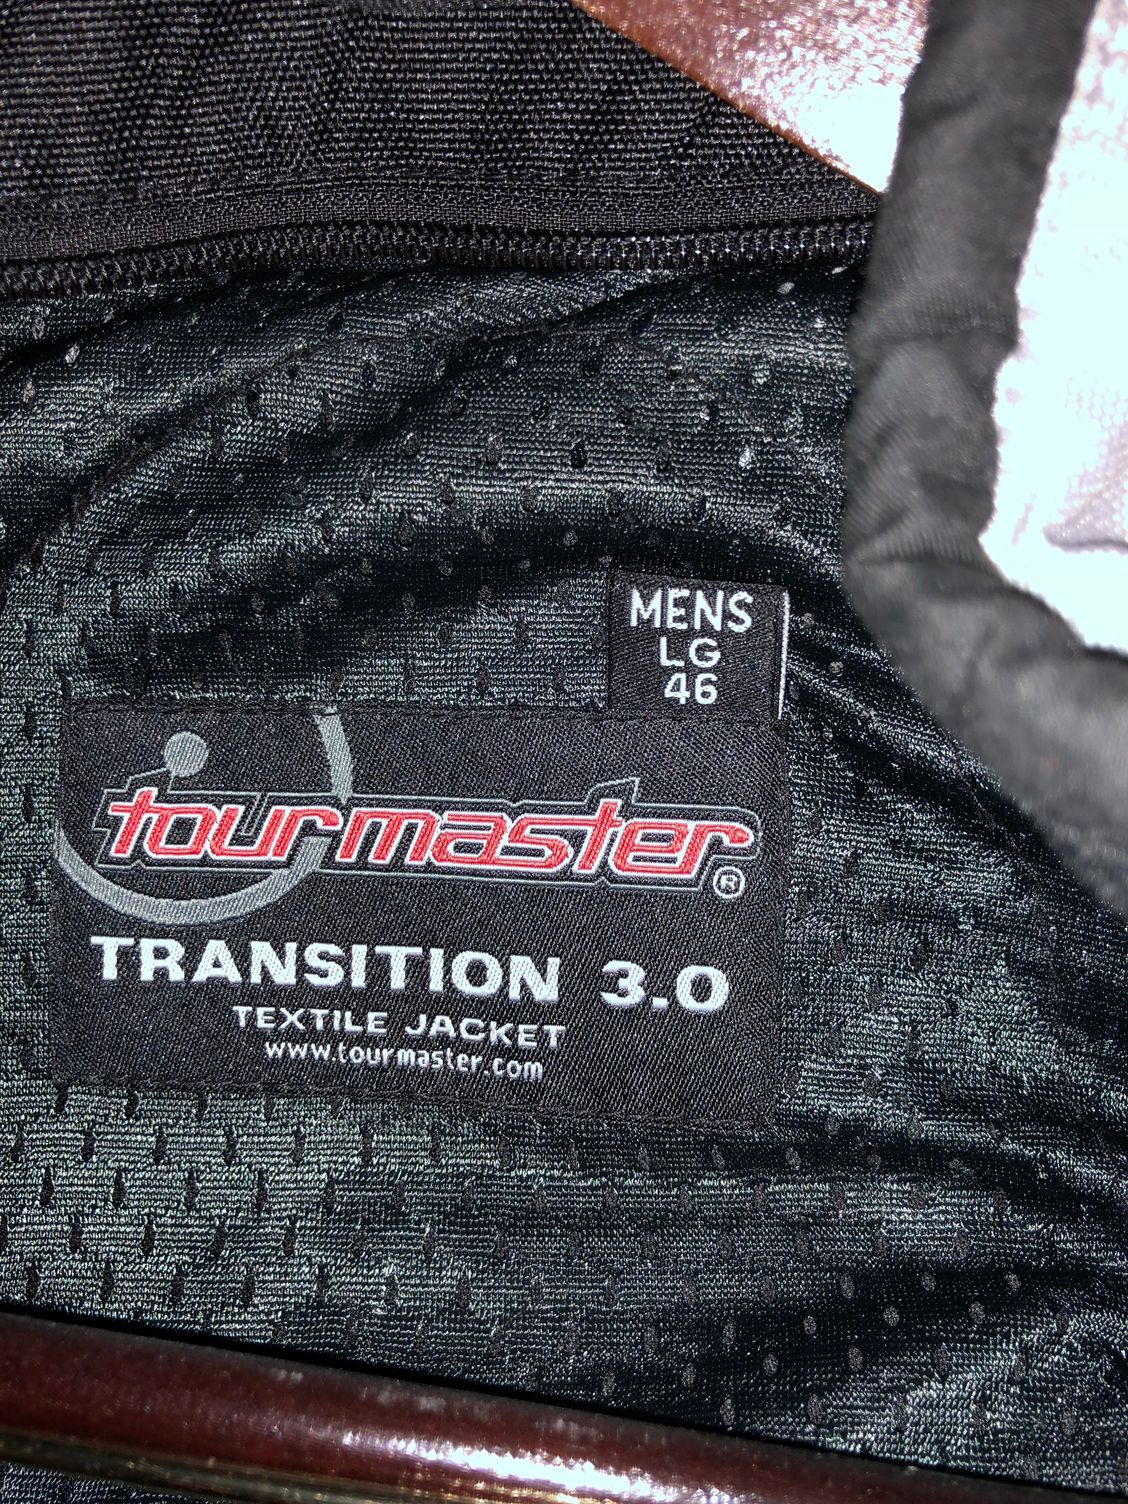 MENS
LG
46
tourmaster®
TRANSITION 3.0
TEXTILE JACKET
www.tourmaster.com